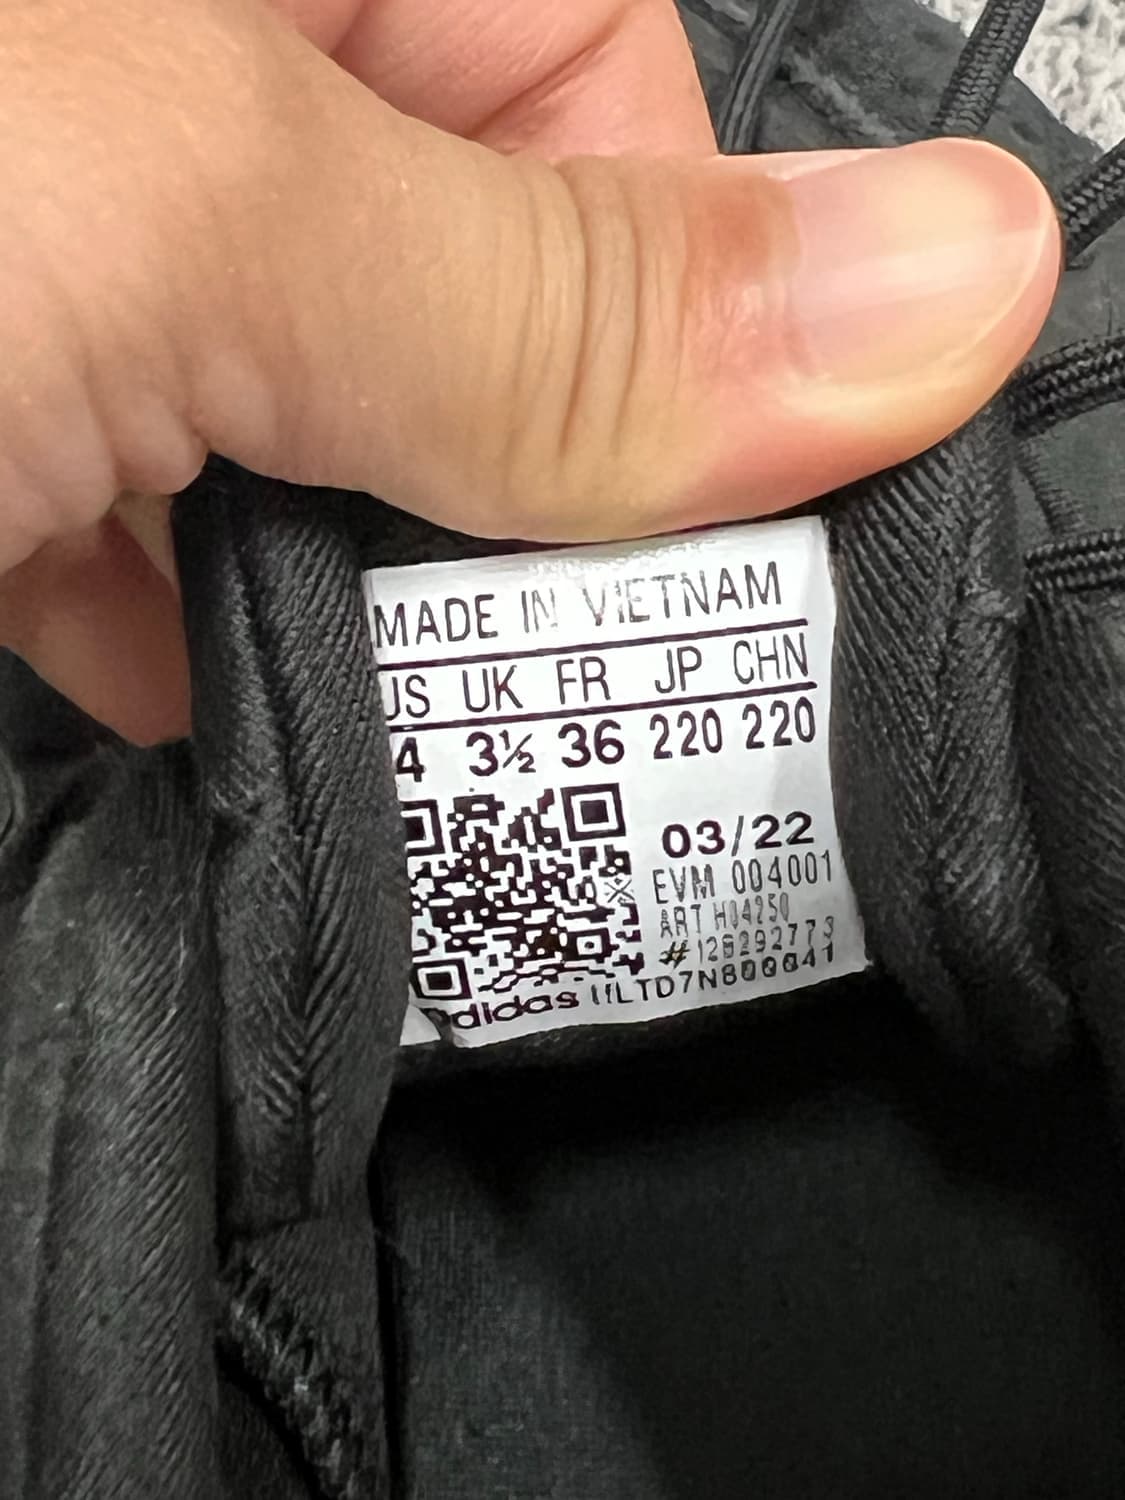 MADE IN VIETNAM
US UK FR JP CHN
4 3½ 36 220 220
03/22
EVM 004001
ART H04250
adidas